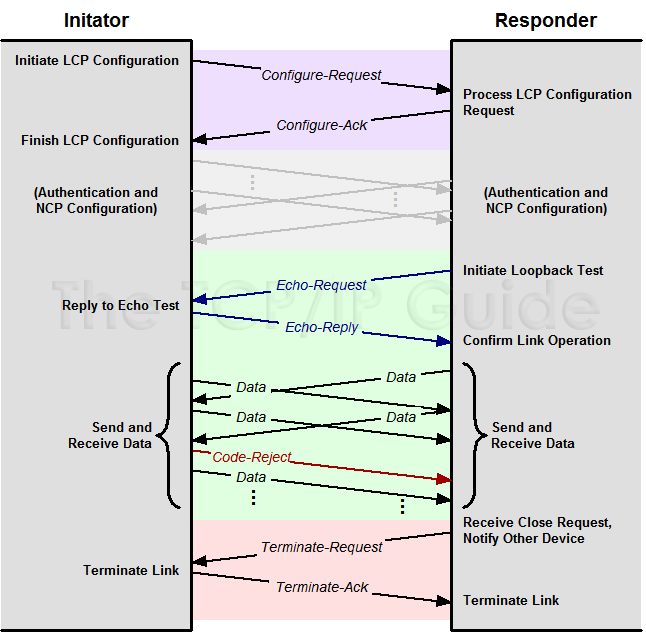 Initator
Responder
Initiate LCP Configuration
Configure-Request
Process LCP Configuration
Request
Configure-Ack
Finish LCP Configuration
(Authentication and
NCP Configuration)
(Authentication and
NCP Configuration)
Initiate Loopback Test
Echo-Request
The TCP/IP Guide
Reply to Echo Test
Echo-Reply
Confirm Link Operation
Data
Data
Data
Data
Send and
Receive Data
Send and
Receive Data
Code-Reject
Data
Receive Close Request,
Notify Other Device
Terminate-Request
Terminate Link
Terminate-Ack
Terminate Link